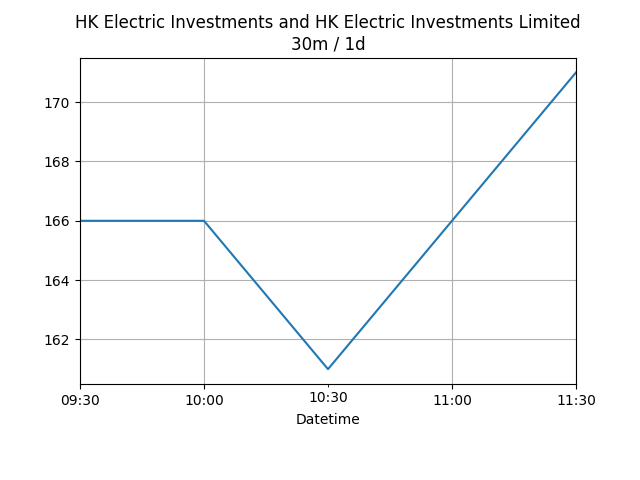 HK Electric Investments and HK Electric Investments Limited
30m / 1d
170
168
166
164
162
09:30 10:00 10:30 11:00 11:30
Datetime